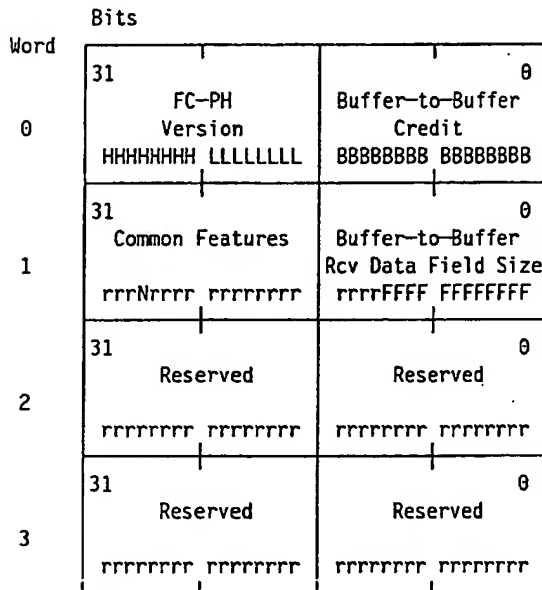 Bits
Word
31 0
FC-PH Buffer-to-Buffer
0 Version Credit
HHHHHHHH LLLLLLLL BBBBBBBB BBBBBBBB
31 0
Common Features Buffer-to-Buffer
1 Rcv Data Field Size
rrrNrrrr rrrrrrrr rrrrFFFF FFFFFFFF
31 0
Reserved Reserved
2
rrrrrrrr rrrrrrrr rrrrrrrr rrrrrrrr
31 0
Reserved Reserved
3
rrrrrrrr rrrrrrrr rrrrrrrr rrrrrrrr